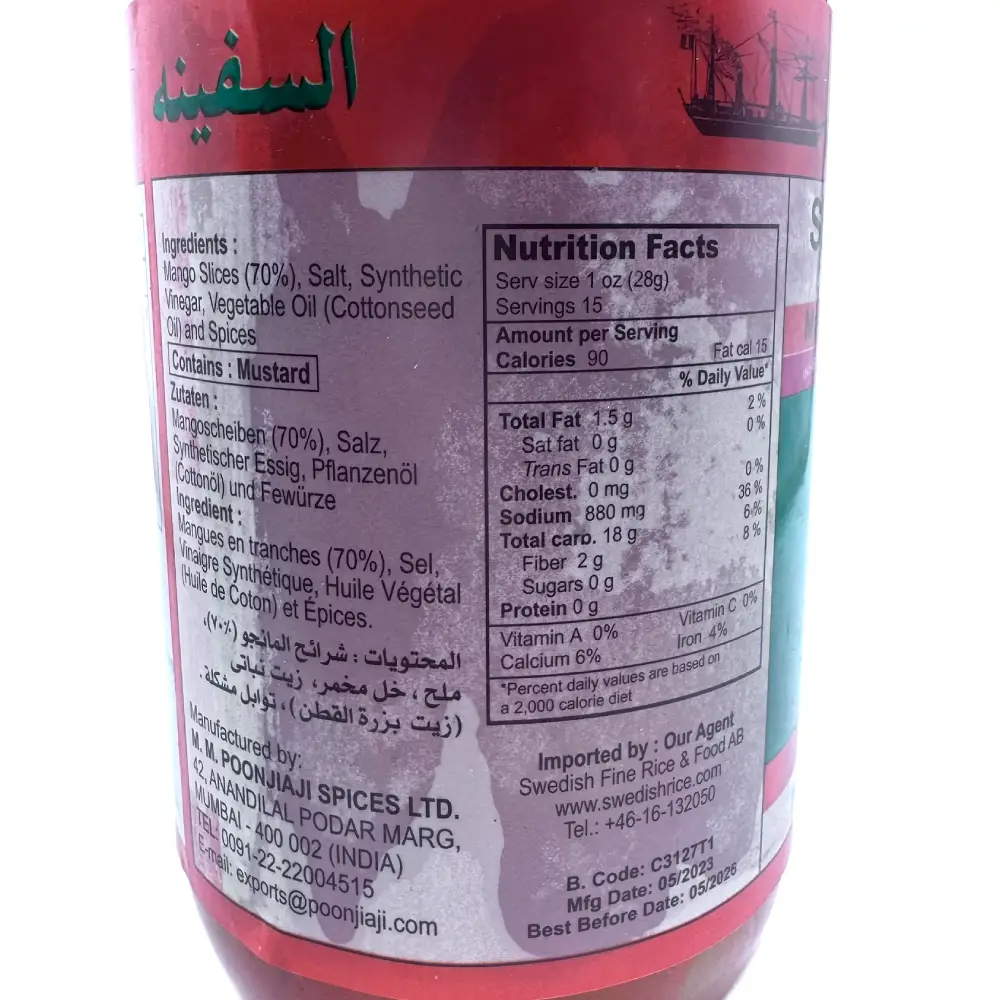 السفينه
Ingredients :
Mango Slices (70%), Salt, Synthetic
Vinegar, Vegetable Oil (Cottonseed
Oil) and Spices
Contains : Mustard
Zutaten :
Mangoscheiben (70%), Salz,
Synthetischer Essig, Pflanzenöl
(Cottonöl) und Fewürze
Ingredient :
Mangues en tranches (70%), Sel,
Vinaigre Synthétique, Huile Végétal
(Huile de Coton) et Épices.
المحتويات : شرائح المانجو (٧٠٪)،
ملح ، خل مخمر، زيت نباتى
(زيت بزرة القطن) ، توابل مشكلة .
Manufactured by:
M. M. POONJIAJI SPICES LTD.
42, ANANDILAL PODAR MARG,
MUMBAI - 400 002 (INDIA)
TEL: 0091-22-22004515
E-mail: exports@poonjiaji.com
Nutrition Facts
Serv size 1 oz (28g)
Servings 15
Amount per Serving
Calories 90 Fat cal 15
% Daily Value*
Total Fat 1.5 g 2%
Sat fat 0 g 0%
Trans Fat 0 g
Cholest. 0 mg 0%
Sodium 880 mg 36%
Total carb. 18 g 6%
Fiber 2 g 8%
Sugars 0 g
Protein 0 g
Vitamin A 0% Vitamin C 0%
Calcium 6% Iron 4%
*Percent daily values are based on
a 2,000 calorie diet
Imported by : Our Agent
Swedish Fine Rice & Food AB
www.swedishrice.com
Tel.: +46-16-132050
B. Code: C3127T1
Mfg Date: 05/2023
Best Before Date: 05/2026